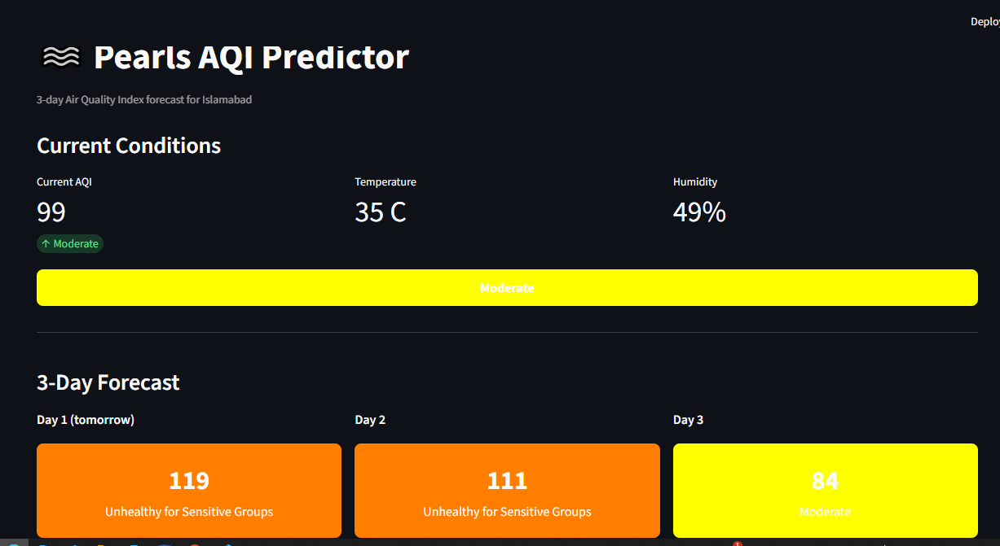 Deploy
Pearls AQI Predictor
3-day Air Quality Index forecast for Islamabad
Current Conditions
Current AQI
Temperature
Humidity
99
35 C
49%
↑ Moderate
Moderate
3-Day Forecast
Day 1 (tomorrow)
Day 2
Day 3
119
111
84
Unhealthy for Sensitive Groups
Unhealthy for Sensitive Groups
Moderate
1